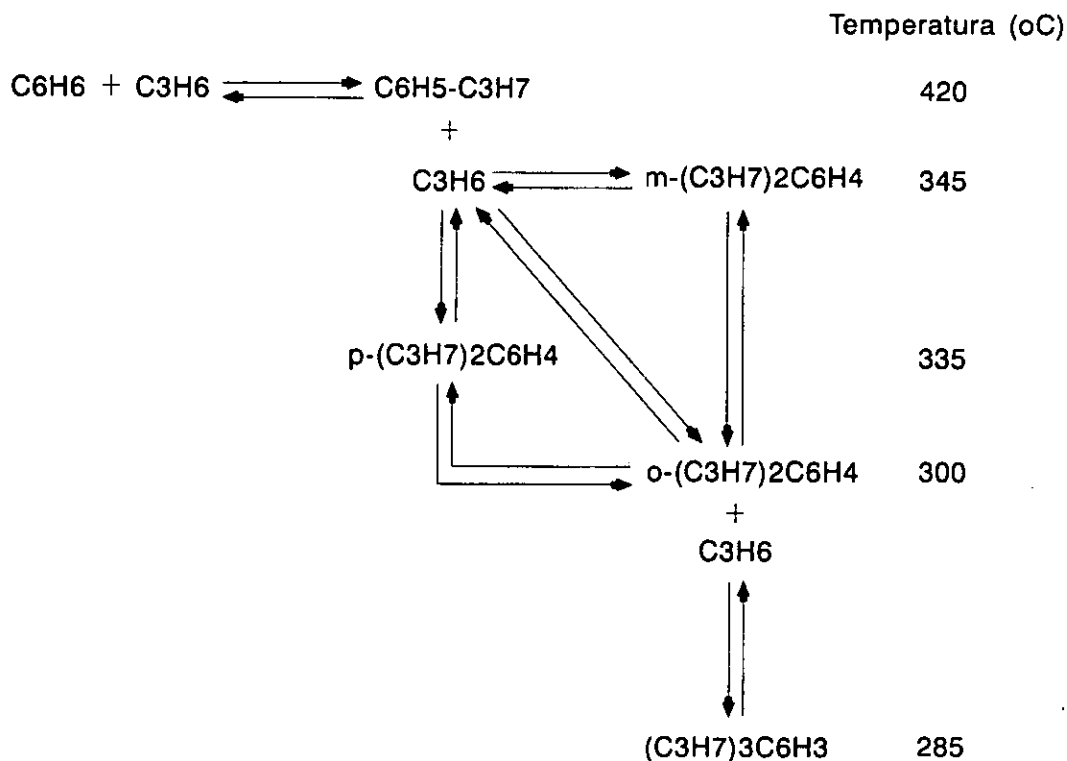 Temperatura (oC)
C6H6 + C3H6 C6H5-C3H7 420
+
C3H6 m-(C3H7)2C6H4 345
p-(C3H7)2C6H4 335
o-(C3H7)2C6H4 300
+
C3H6
(C3H7)3C6H3 285